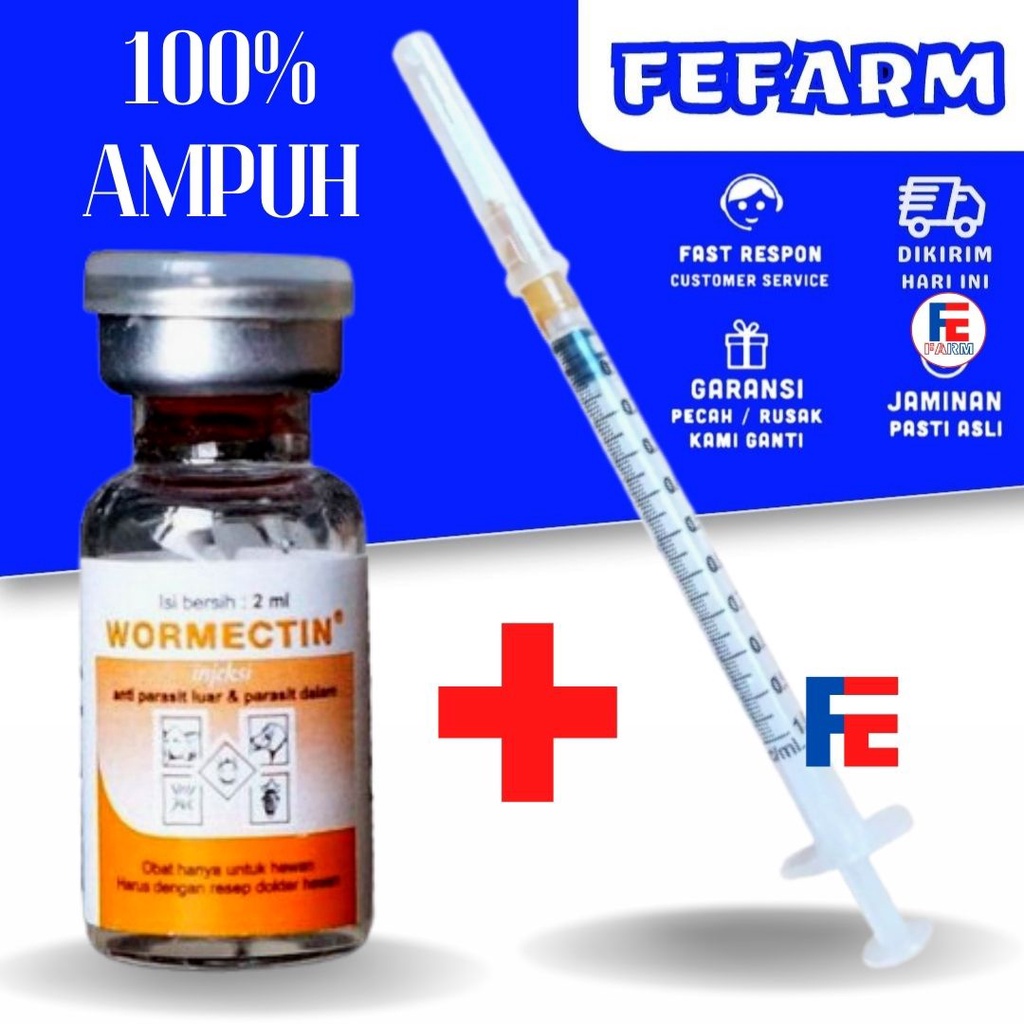 100%
AMPUH
FEFARM
FAST RESPON
CUSTOMER SERVICE
DIKIRIM
HARI INI
FE
FARM
GARANSI
PECAH / RUSAK
KAMI GANTI
JAMINAN
PASTI ASLI
Isi bersih : 2 ml
WORMECTIN®
injeksi
anti parasit luar & parasit dalam
Obat hanya untuk hewan
Harus dengan resep dokter hewan
FE